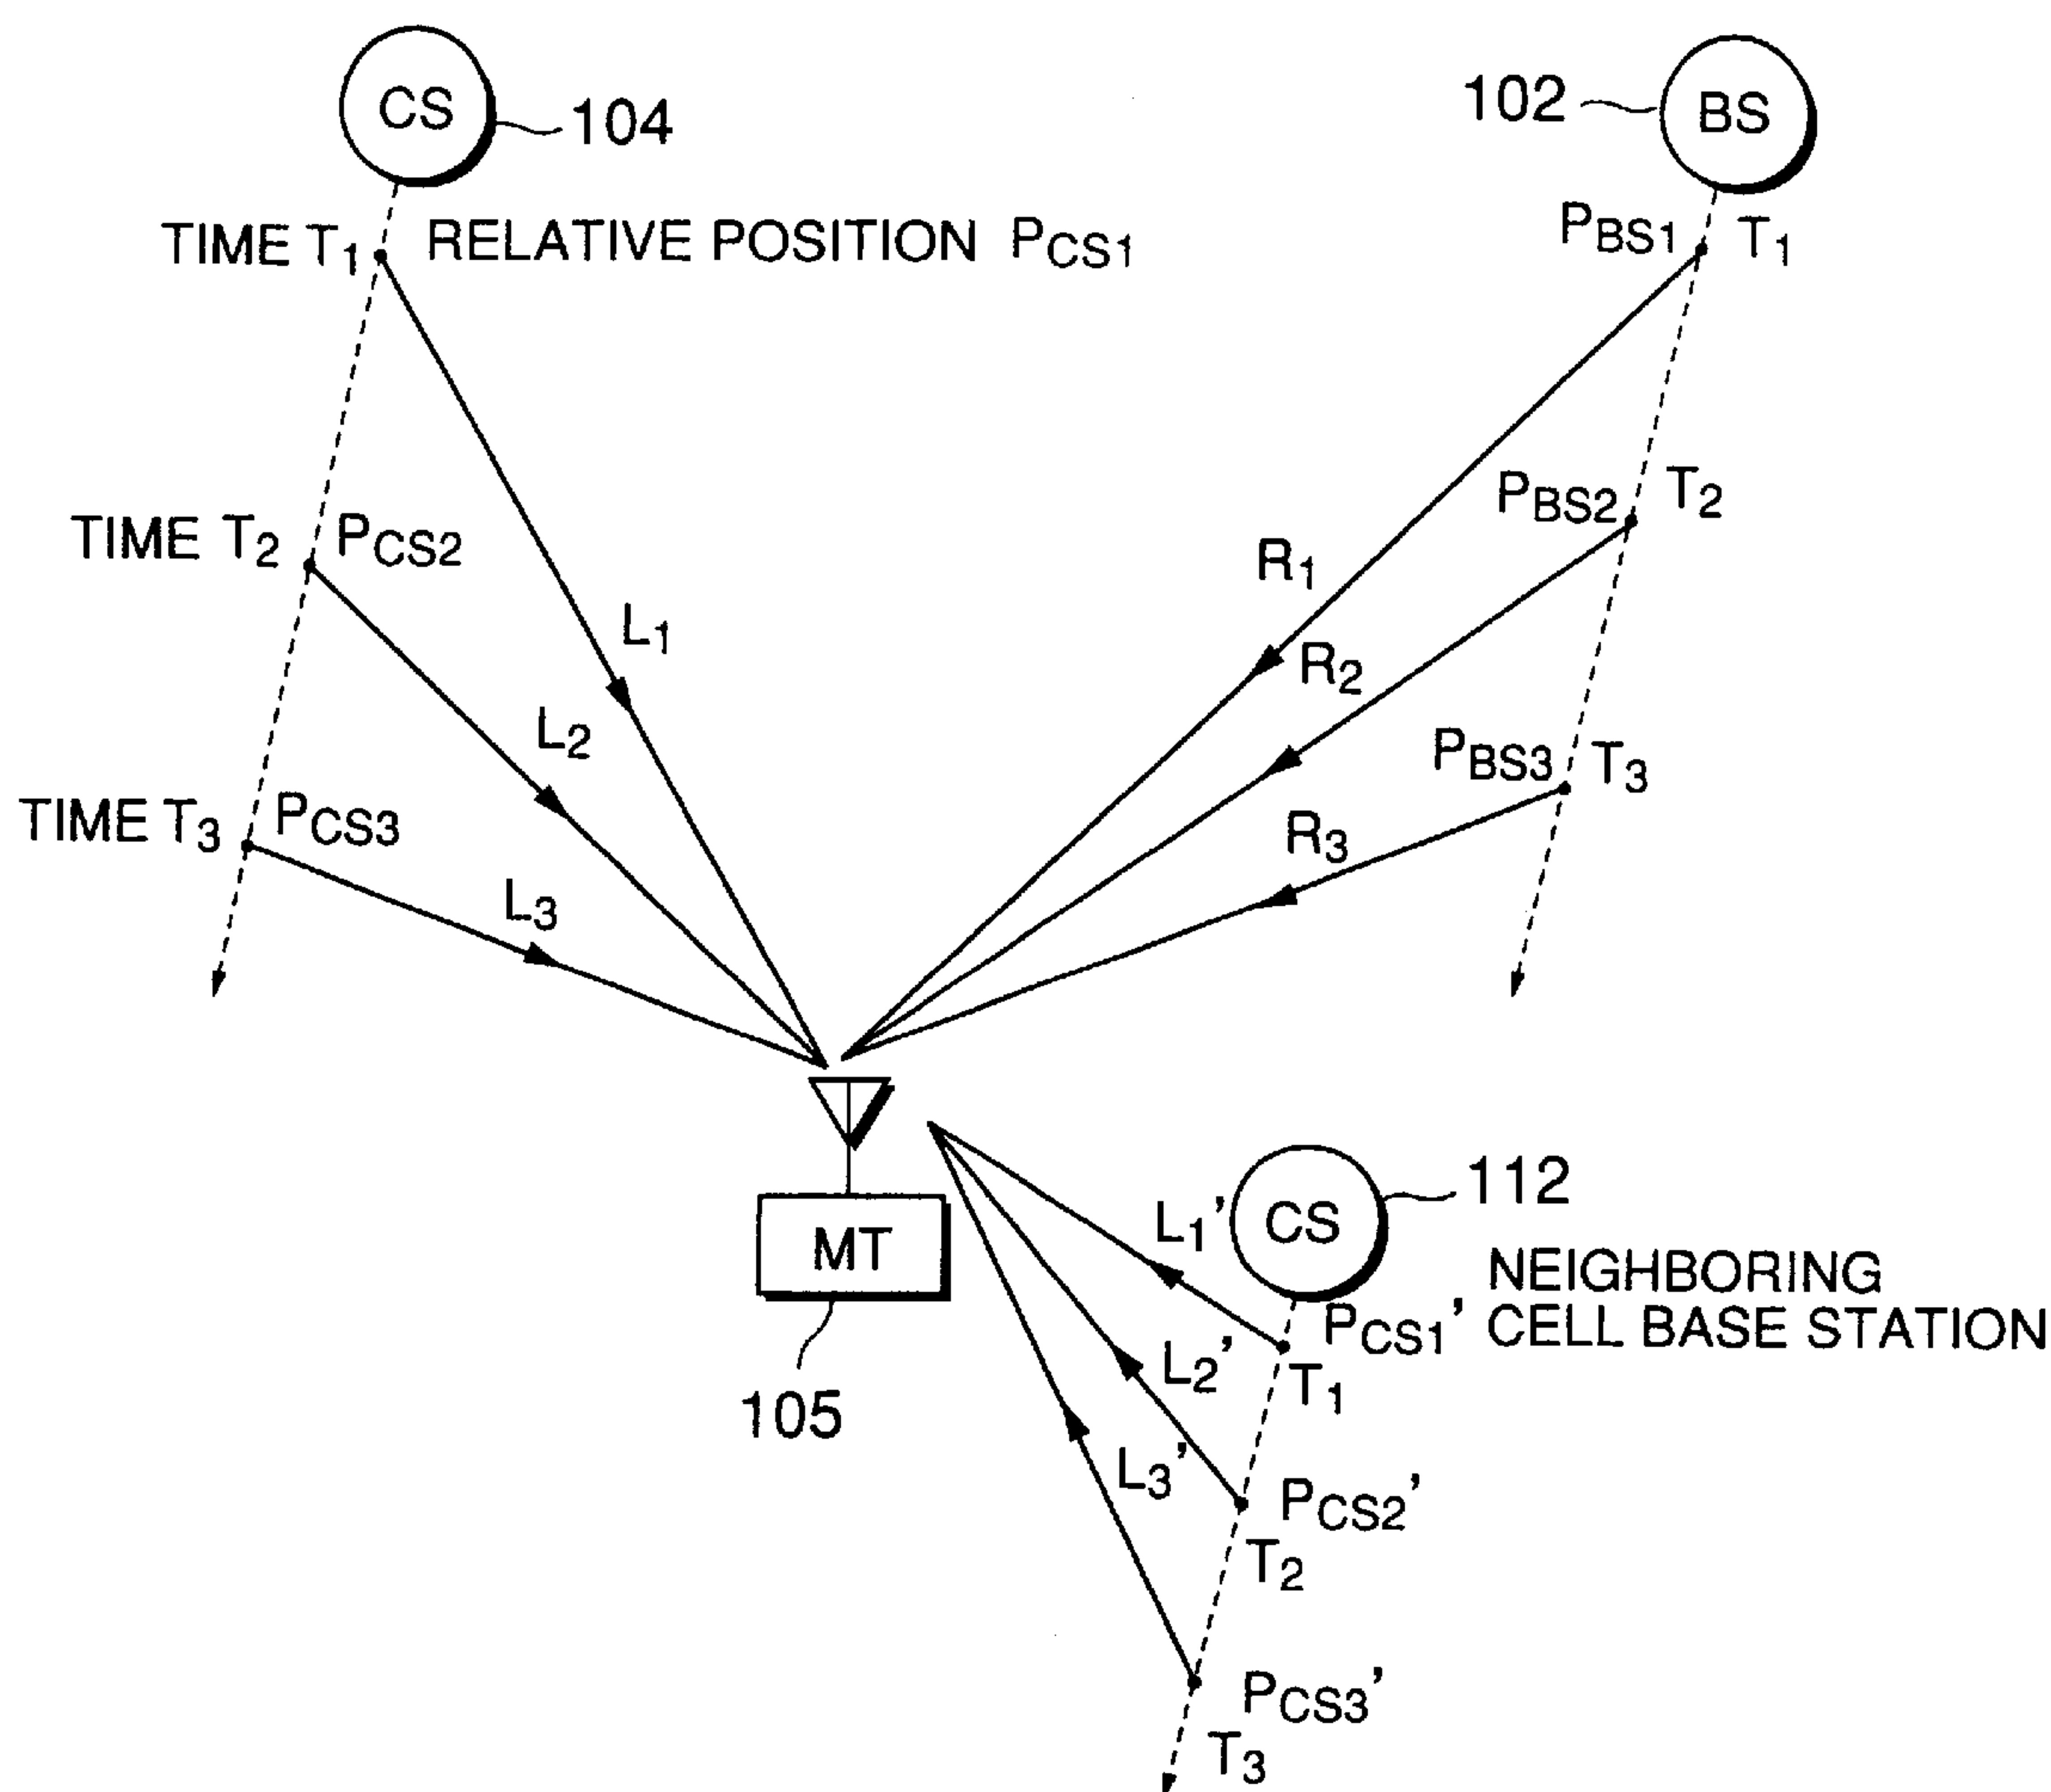 CS
104
102
BS
TIME T1
RELATIVE POSITION PCS1
PBS1
T1
TIME T2
PCS2
PBS2
T2
R1
L1
R2
L2
PBS3
T3
TIME T3
PCS3
R3
L3
CS
112
L1'
MT
NEIGHBORING
CELL BASE STATION
PCS1'
L2'
T1
105
L3'
PCS2'
T2
PCS3'
T3